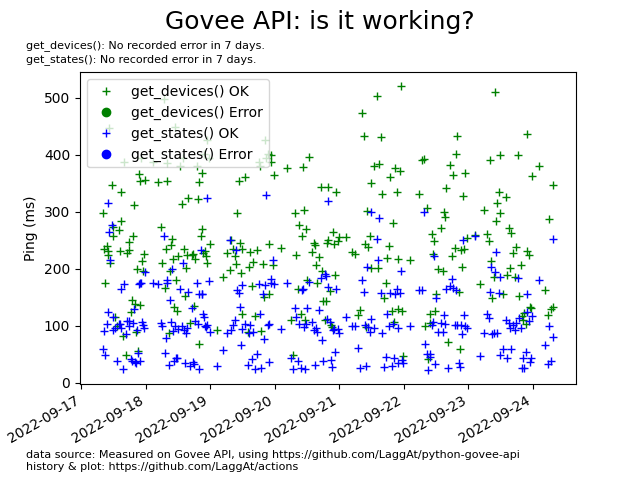 Govee API: is it working?
get_devices(): No recorded error in 7 days.
get_states(): No recorded error in 7 days.
get_devices() OK
get_devices() Error
get_states() OK
get_states() Error
Ping (ms)
500
400
300
200
100
0
2022-09-17
2022-09-18
2022-09-19
2022-09-20
2022-09-21
2022-09-22
2022-09-23
2022-09-24
data source: Measured on Govee API, using https://github.com/LaggAt/python-govee-api
history & plot: https://github.com/LaggAt/actions